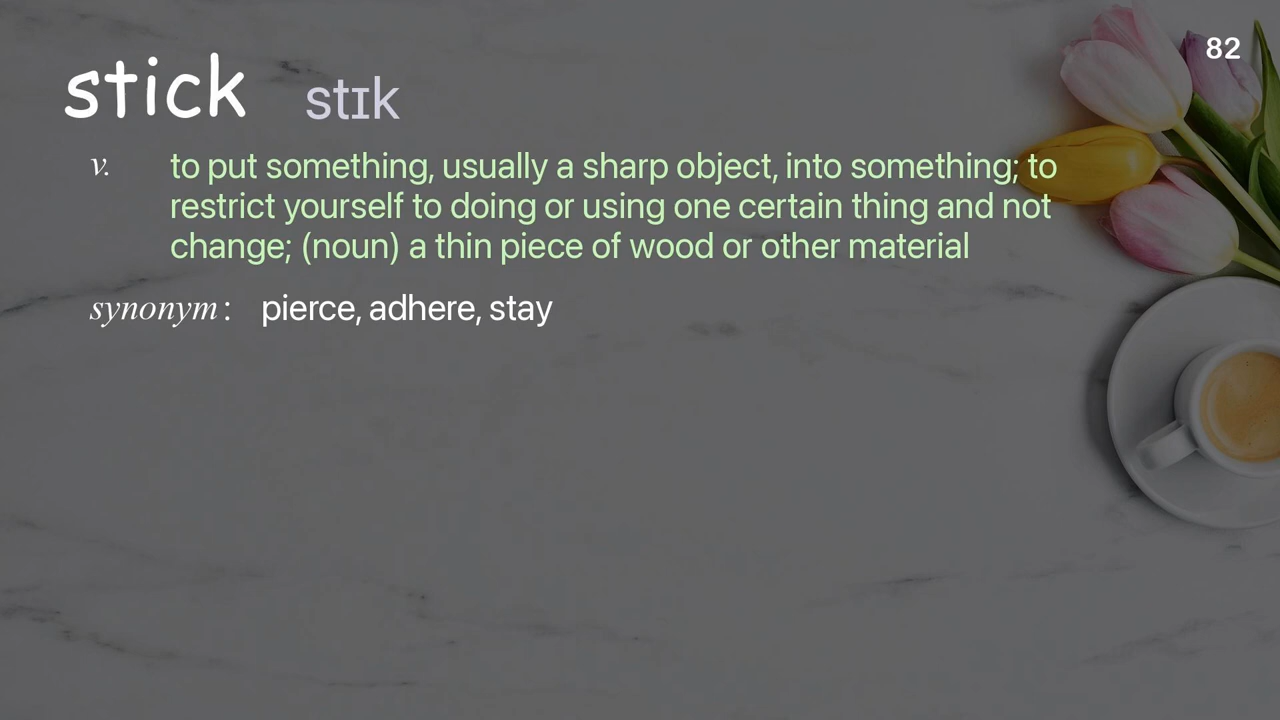 82
stick stɪk
v. to put something, usually a sharp object, into something; to
restrict yourself to doing or using one certain thing and not
change; (noun) a thin piece of wood or other material
synonym : pierce, adhere, stay